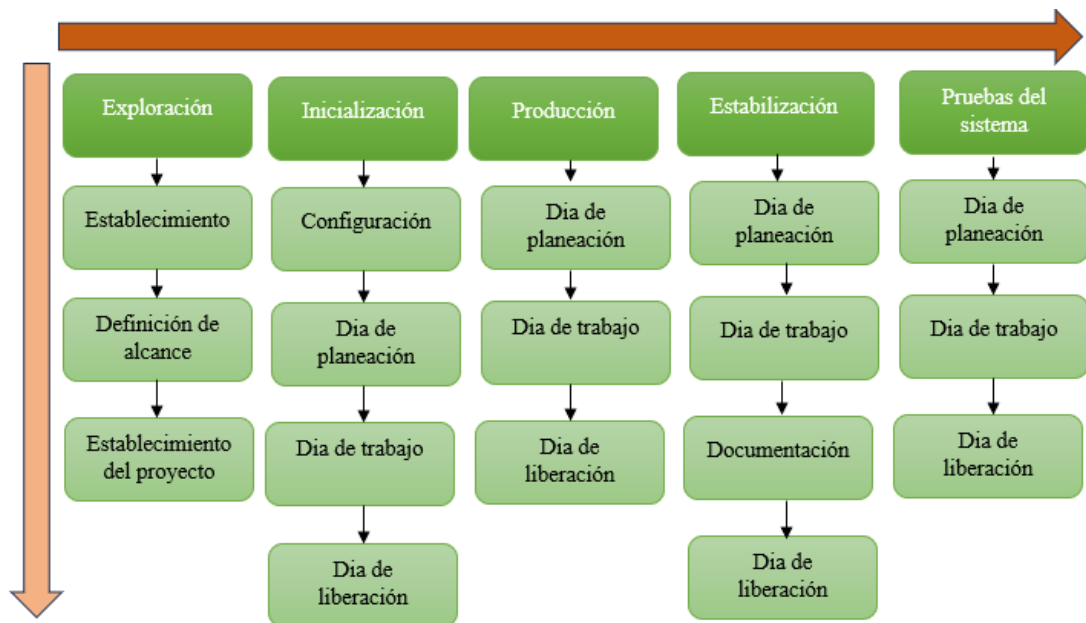 Exploración
Establecimiento
Definición de
alcance
Establecimiento
del proyecto
Inicialización
Configuración
Dia de
planeación
Dia de trabajo
Dia de
liberación
Producción
Dia de
planeación
Dia de trabajo
Dia de
liberación
Estabilización
Dia de
planeación
Dia de trabajo
Documentación
Dia de
liberación
Pruebas del
sistema
Dia de
planeación
Dia de trabajo
Dia de
liberación